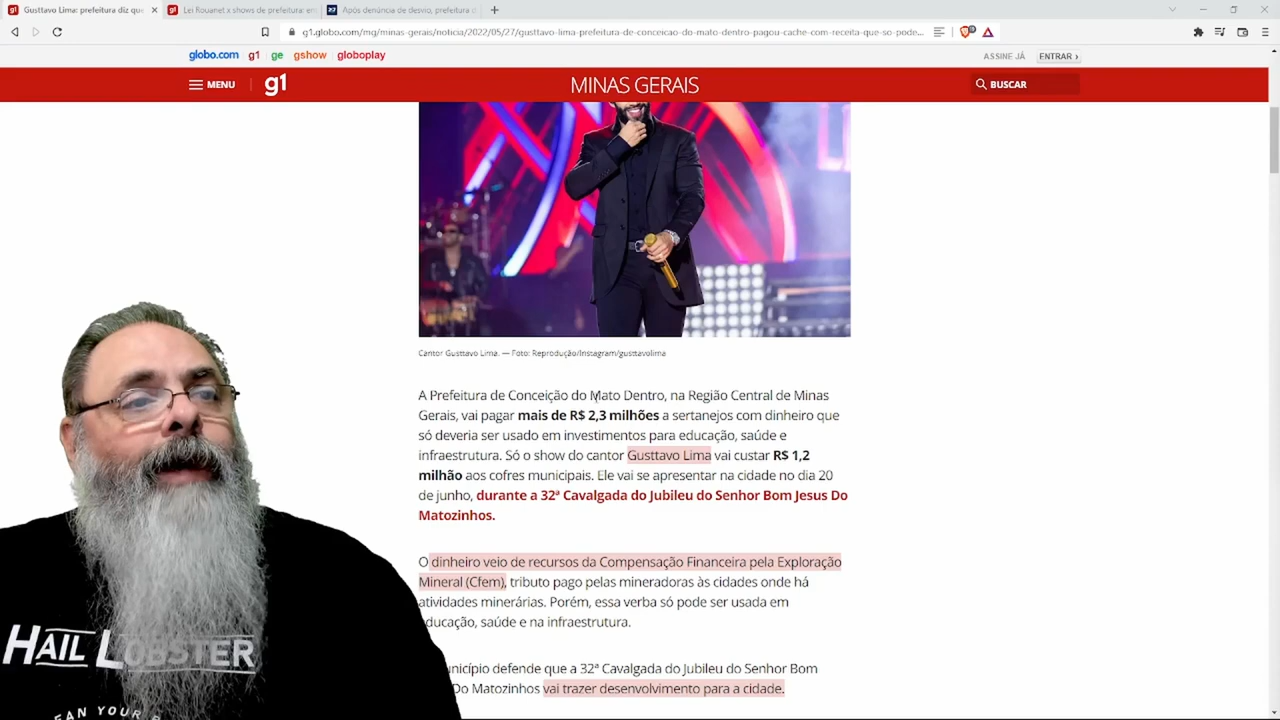 Gusttavo Lima: prefeitura diz que
Lei Rouanet x shows de prefeitura: en
Após denúncia de desvio, prefeitura o
g1.globo.com/mg/minas-gerais/noticia/2022/05/27/gusttavo-lima-prefeitura-de-conceicao-do-mato-dentro-pagou-cache-com-receita-que-so-pode...
globo.com g1 ge gshow globoplay
ASSINE JÁ ENTRAR ›
MENU g1 MINAS GERAIS BUSCAR
Cantor Gusttavo Lima. — Foto: Reprodução/Instagram/gusttavolima
A Prefeitura de Conceição do Mato Dentro, na Região Central de Minas
Gerais, vai pagar mais de R$ 2,3 milhões a sertanejos com dinheiro que
só deveria ser usado em investimentos para educação, saúde e
infraestrutura. Só o show do cantor Gusttavo Lima vai custar R$ 1,2
milhão aos cofres municipais. Ele vai se apresentar na cidade no dia 20
de junho, durante a 32ª Cavalgada do Jubileu do Senhor Bom Jesus Do
Matozinhos.
O dinheiro veio de recursos da Compensação Financeira pela Exploração
Mineral (Cfem), tributo pago pelas mineradoras às cidades onde há
atividades minerárias. Porém, essa verba só pode ser usada em
ducação, saúde e na infraestrutura.
nicípio defende que a 32ª Cavalgada do Jubileu do Senhor Bom
Do Matozinhos vai trazer desenvolvimento para a cidade.
HAIL LOBSTER
EAN YOUR